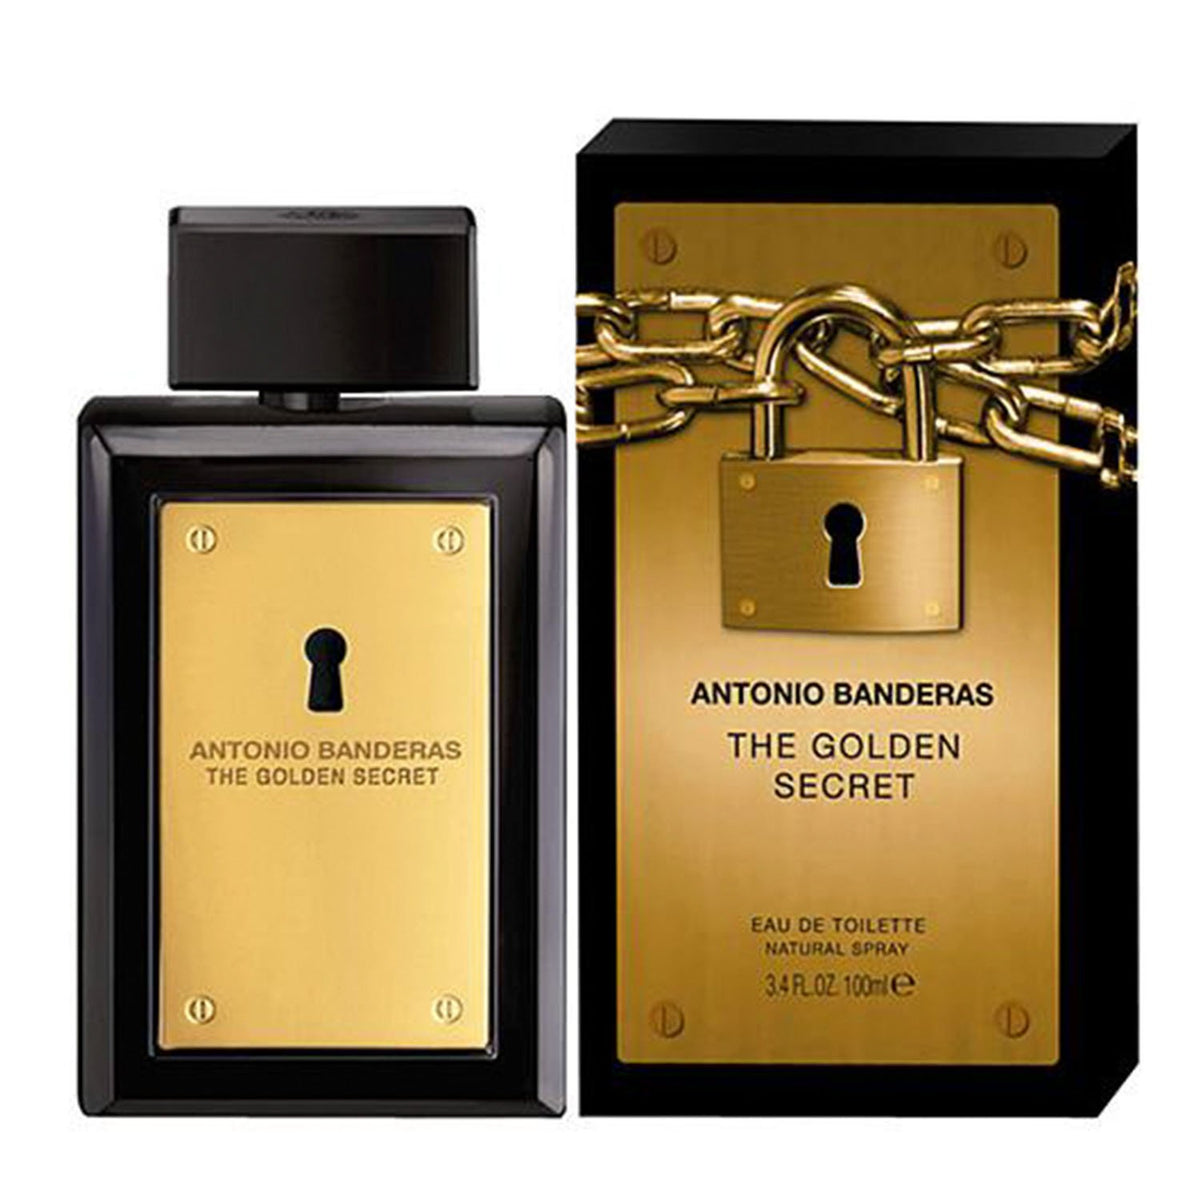 ANTONIO BANDERAS
THE GOLDEN SECRET
ANTONIO BANDERAS
THE GOLDEN
SECRET
EAU DE TOILETTE
NATURAL SPRAY
3.4 FL.OZ. 100ml ℮